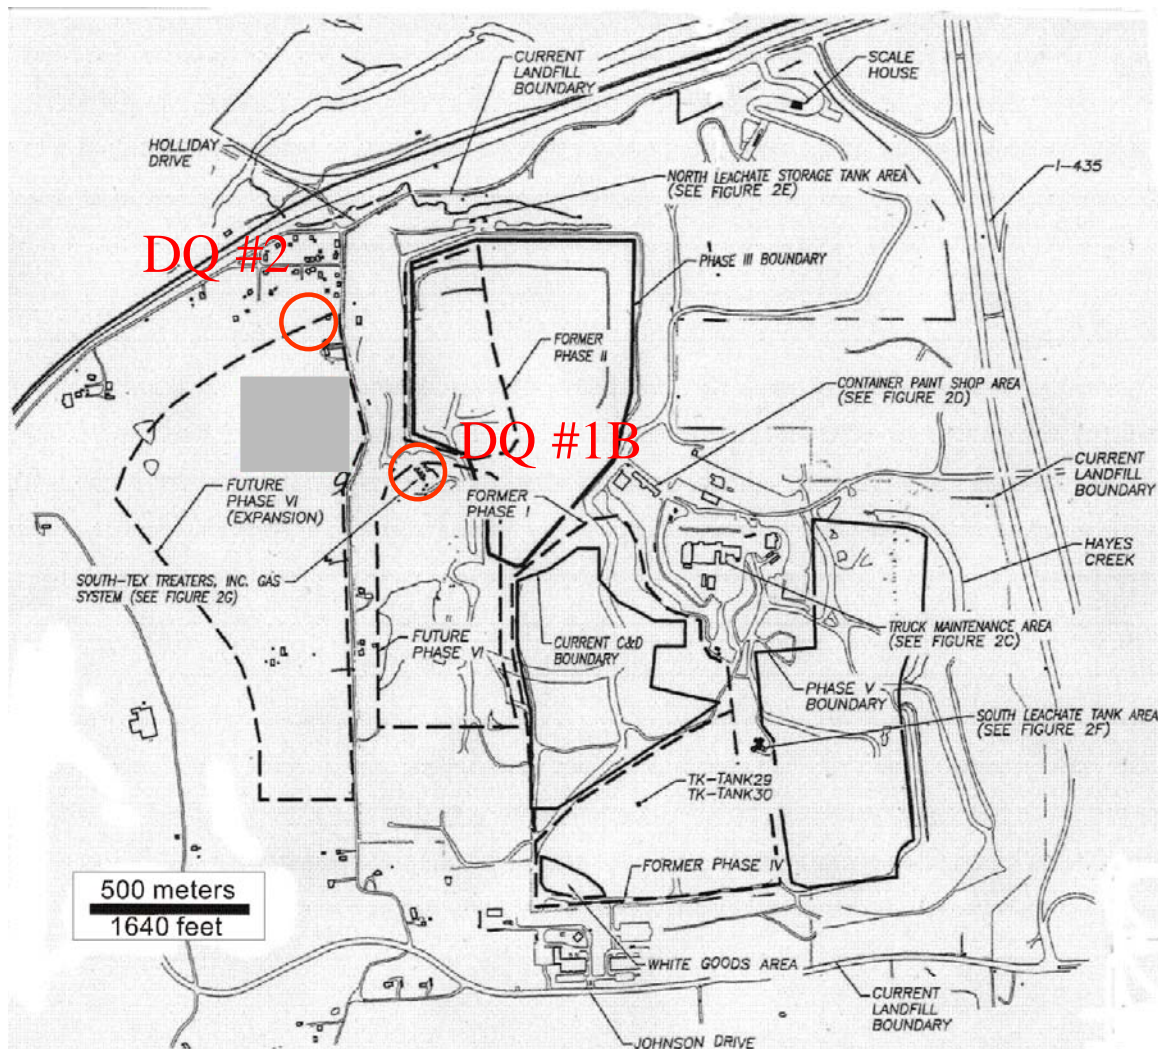 CURRENT
LANDFILL
BOUNDARY
SCALE
HOUSE
HOLLIDAY
DRIVE
I-435
NORTH LEACHATE STORAGE TANK AREA
(SEE FIGURE 2E)
DQ #2
PHASE III BOUNDARY
FORMER
PHASE II
CONTAINER PAINT SHOP AREA
(SEE FIGURE 2D)
DQ #1B
CURRENT
LANDFILL
BOUNDARY
FUTURE
PHASE VI
(EXPANSION)
FORMER
PHASE I
HAYES
CREEK
SOUTH-TEX TREATERS, INC. GAS
SYSTEM (SEE FIGURE 2G)
TRUCK MAINTENANCE AREA
(SEE FIGURE 2C)
FUTURE
PHASE VI
CURRENT C&D
BOUNDARY
PHASE V
BOUNDARY
SOUTH LEACHATE TANK AREA
(SEE FIGURE 2F)
TK-TANK29
TK-TANK30
FORMER PHASE IV
500 meters
1640 feet
WHITE GOODS AREA
CURRENT
LANDFILL
BOUNDARY
JOHNSON DRIVE